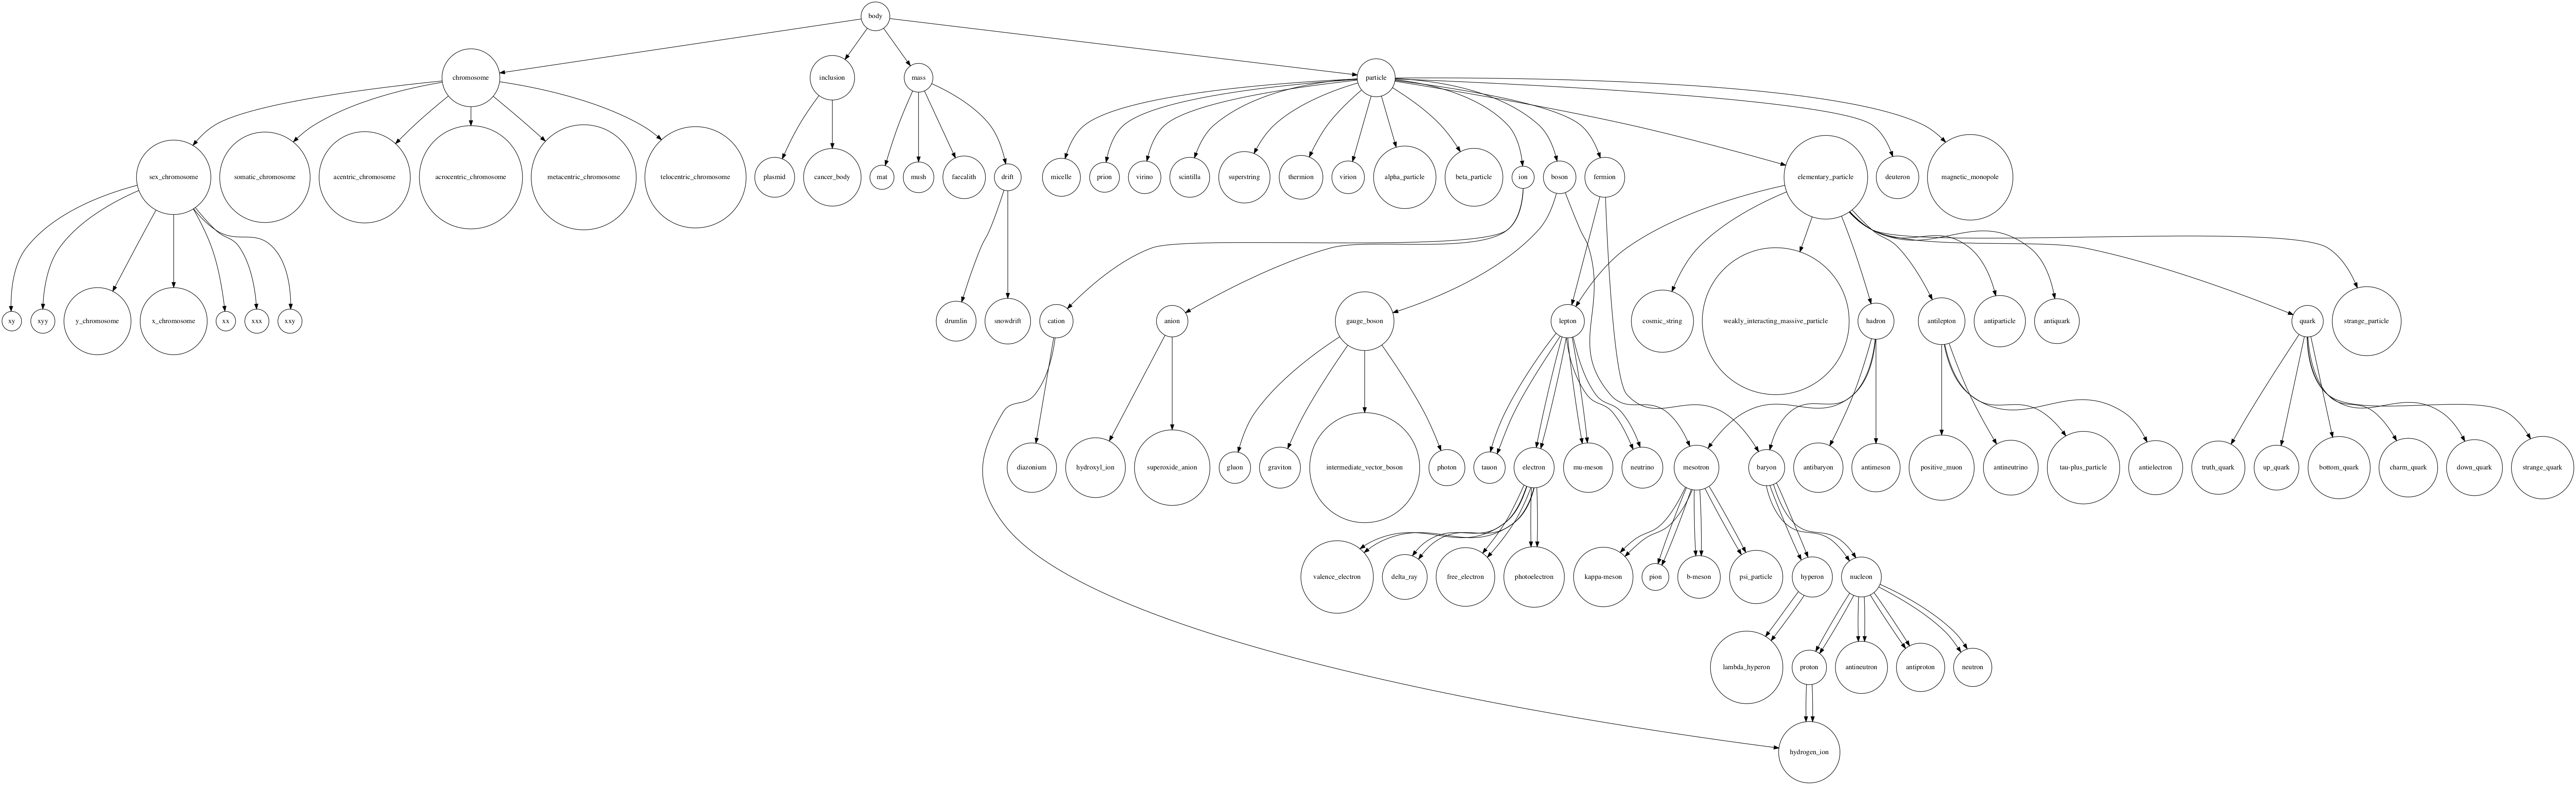 body
chromosome
inclusion
mass
particle
sex_chromosome
somatic_chromosome
acentric_chromosome
acrocentric_chromosome
metacentric_chromosome
telocentric_chromosome
plasmid
cancer_body
mat
mush
faecalith
drift
micelle
prion
virino
scintilla
superstring
thermion
virion
alpha_particle
beta_particle
ion
boson
fermion
elementary_particle
deuteron
magnetic_monopole
xy
xyy
y_chromosome
x_chromosome
xx
xxx
xxy
drumlin
snowdrift
cation
anion
gauge_boson
lepton
cosmic_string
weakly_interacting_massive_particle
hadron
antilepton
antiparticle
antiquark
quark
strange_particle
diazonium
hydroxyl_ion
superoxide_anion
gluon
graviton
intermediate_vector_boson
photon
tauon
electron
mu-meson
neutrino
mesotron
baryon
antibaryon
antimeson
positive_muon
antineutrino
tau-plus_particle
antielectron
truth_quark
up_quark
bottom_quark
charm_quark
down_quark
strange_quark
valence_electron
delta_ray
free_electron
photoelectron
kappa-meson
pion
b-meson
psi_particle
hyperon
nucleon
lambda_hyperon
proton
antineutron
antiproton
neutron
hydrogen_ion